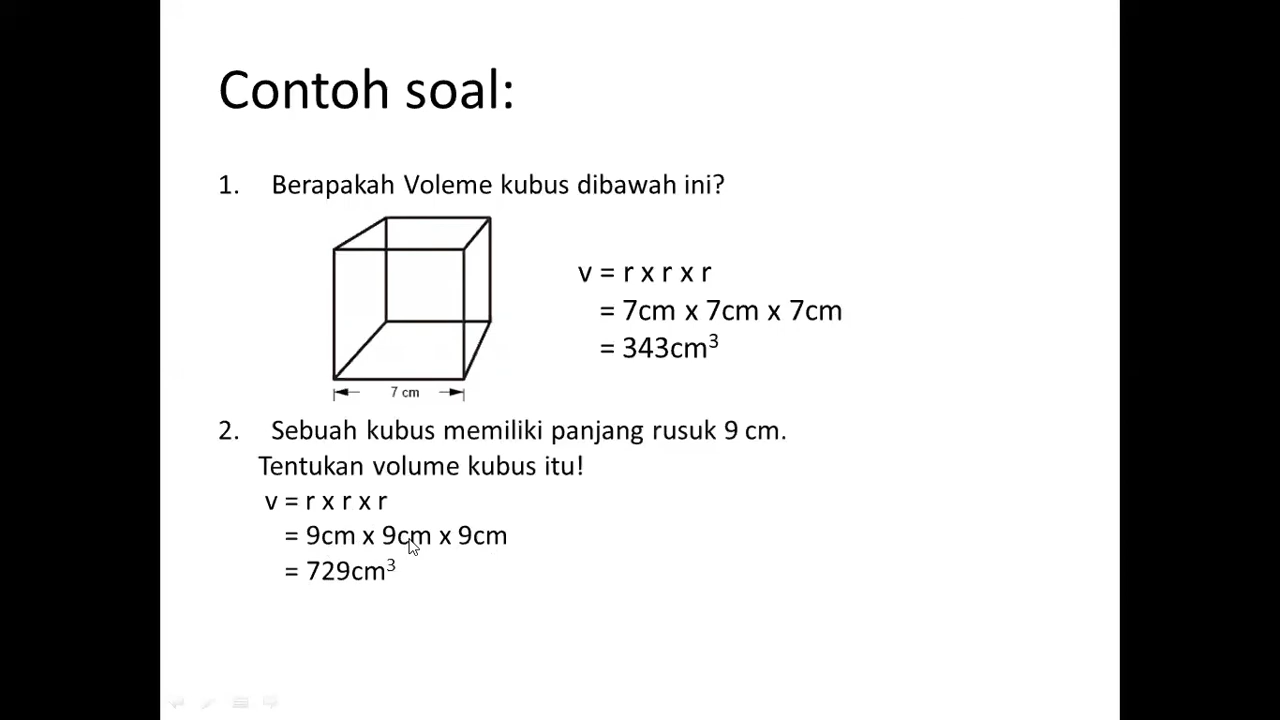 Contoh soal:
1. Berapakah Voleme kubus dibawah ini?
v = r x r x r
= 7cm x 7cm x 7cm
= 343cm³
7 cm
2. Sebuah kubus memiliki panjang rusuk 9 cm.
Tentukan volume kubus itu!
v = r x r x r
= 9cm x 9cm x 9cm
= 729cm³